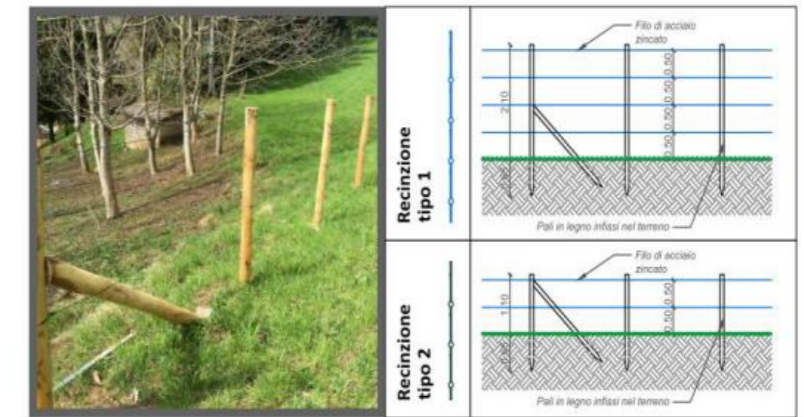 Recinzione
tipo 1
Filo di acciaio
zincato
2.10
0.50
0.50
0.50
0.50
Pali in legno infissi nel terreno
Recinzione
tipo 2
Filo di acciaio
zincato
1.10
0.50
0.50
Pali in legno infissi nel terreno